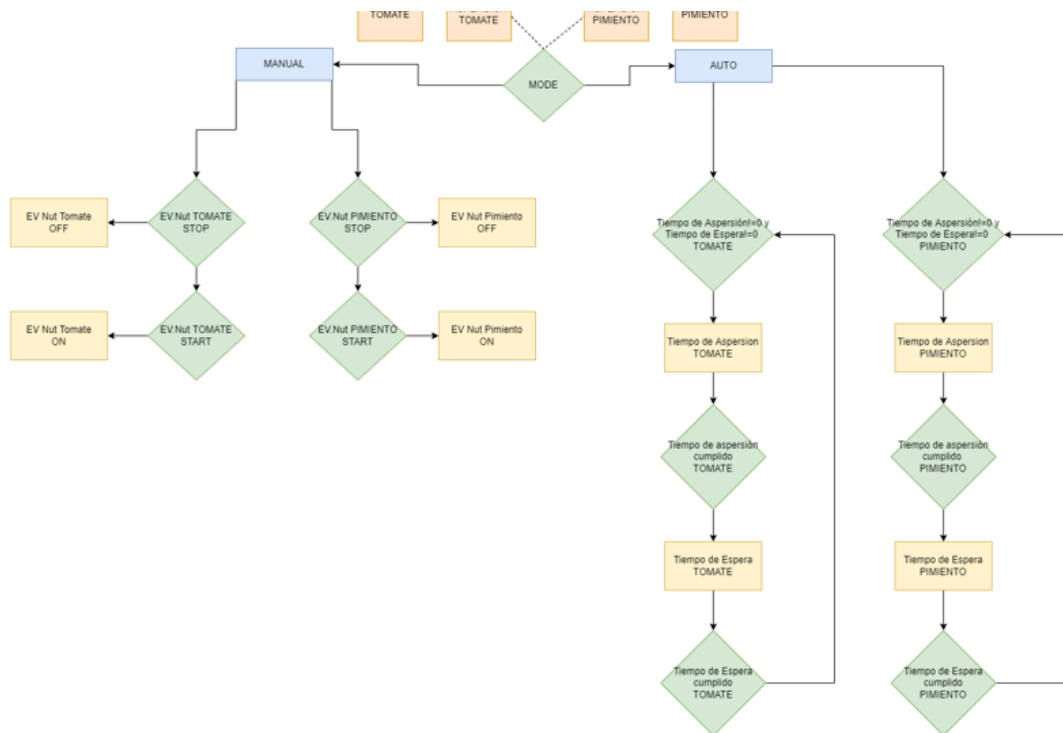 TOMATE
TOMATE
PIMIENTO
PIMIENTO
MANUAL
MODE
AUTO
EV Nut Tomate
OFF
EV.Nut TOMATE
STOP
EV.Nut PIMIENTO
STOP
EV Nut Pimiento
OFF
Tiempo de Aspersiòn!=0 y
Tiempo de Espera!=0
TOMATE
Tiempo de Aspersiòn!=0 y
Tiempo de Espera!=0
PIMIENTO
EV Nut Tomate
ON
EV.Nut TOMATE
START
EV.Nut PIMIENTO
START
EV Nut Pimiento
ON
Tiempo de Aspersion
TOMATE
Tiempo de Aspersion
PIMIENTO
Tiempo de aspersión
cumplido
TOMATE
Tiempo de aspersión
cumplido
PIMIENTO
Tiempo de Espera
TOMATE
Tiempo de Espera
PIMIENTO
Tiempo de Espera
cumplido
TOMATE
Tiempo de Espera
cumplido
PIMIENTO